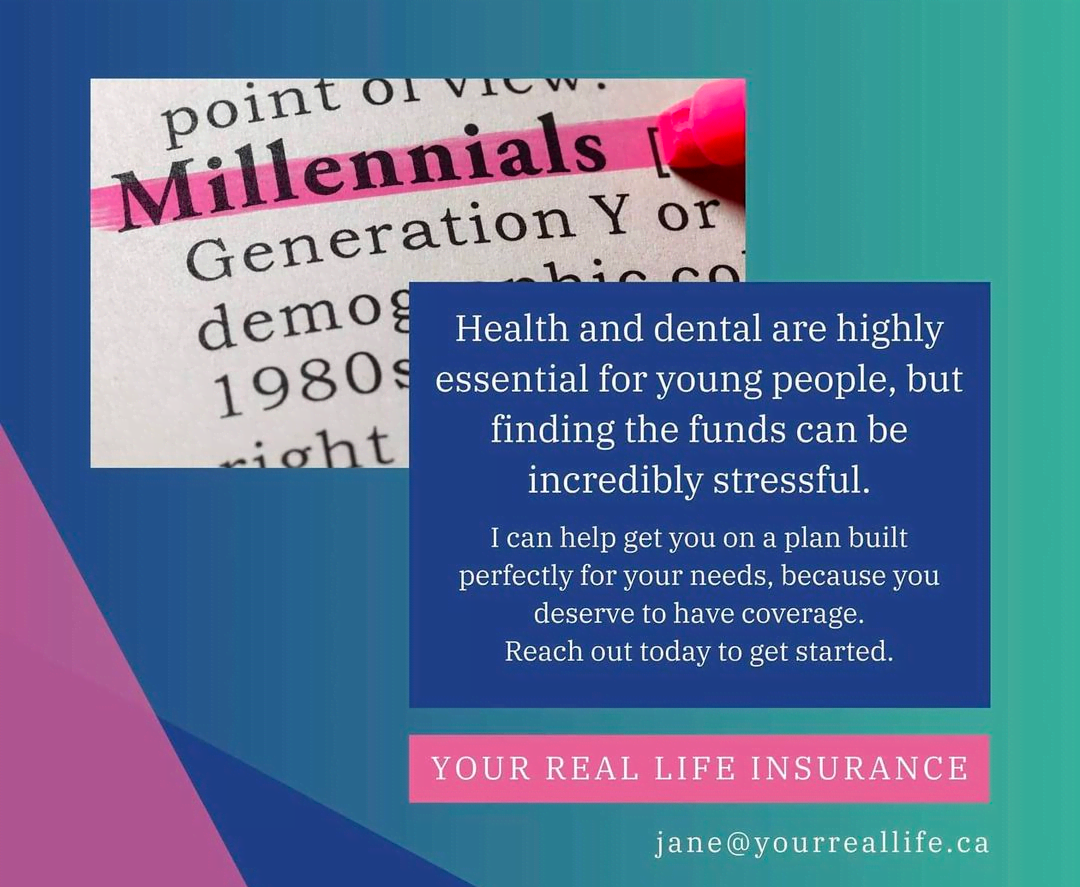 point of view.
Millennials [
Generation Y or
demographic co
1980s
right
Health and dental are highly
essential for young people, but
finding the funds can be
incredibly stressful.
I can help get you on a plan built
perfectly for your needs, because you
deserve to have coverage.
Reach out today to get started.
YOUR REAL LIFE INSURANCE
jane@yourreallife.ca